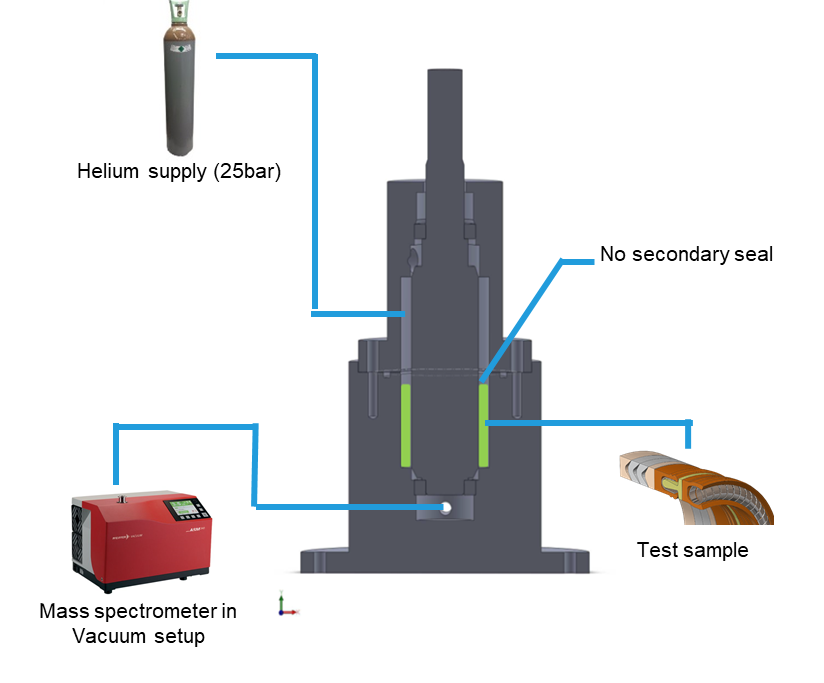 Helium supply (25bar)
No secondary seal
Test sample
Mass spectrometer in
Vacuum setup